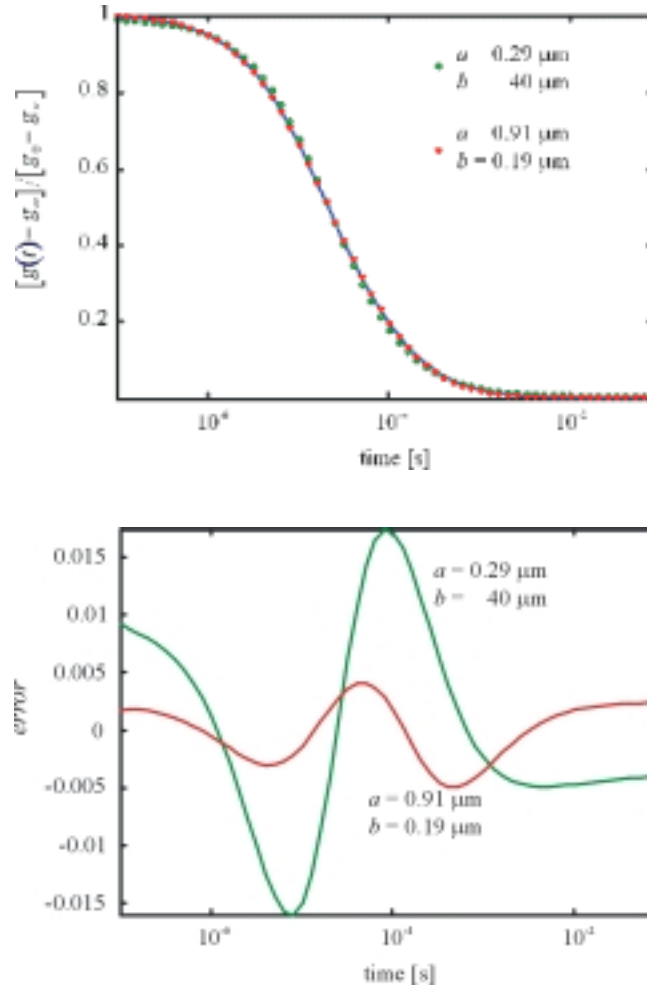 1
0.8
0.6
0.4
0.2
a 0.29 μm
b 40 μm
a 0.91 μm
b = 0.19 μm
time [s]
0.015
0.01
0.005
0
-0.005
-0.01
-0.015
error
a = 0.29 μm
b = 40 μm
a = 0.91 μm
b = 0.19 μm
time [s]